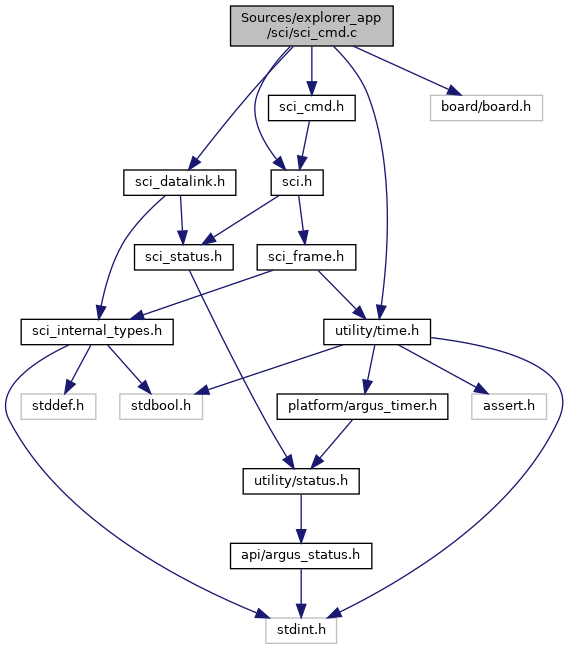 Sources/explorer_app
/sci/sci_cmd.c
sci_cmd.h
board/board.h
sci_datalink.h
sci.h
sci_status.h
sci_frame.h
sci_internal_types.h
utility/time.h
stddef.h
stdbool.h
platform/argus_timer.h
assert.h
utility/status.h
api/argus_status.h
stdint.h